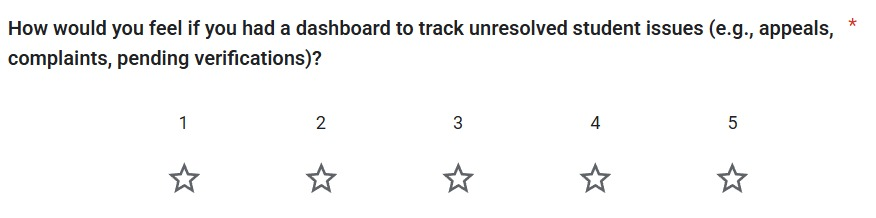 How would you feel if you had a dashboard to track unresolved student issues (e.g., appeals, *
complaints, pending verifications)?
1 2 3 4 5